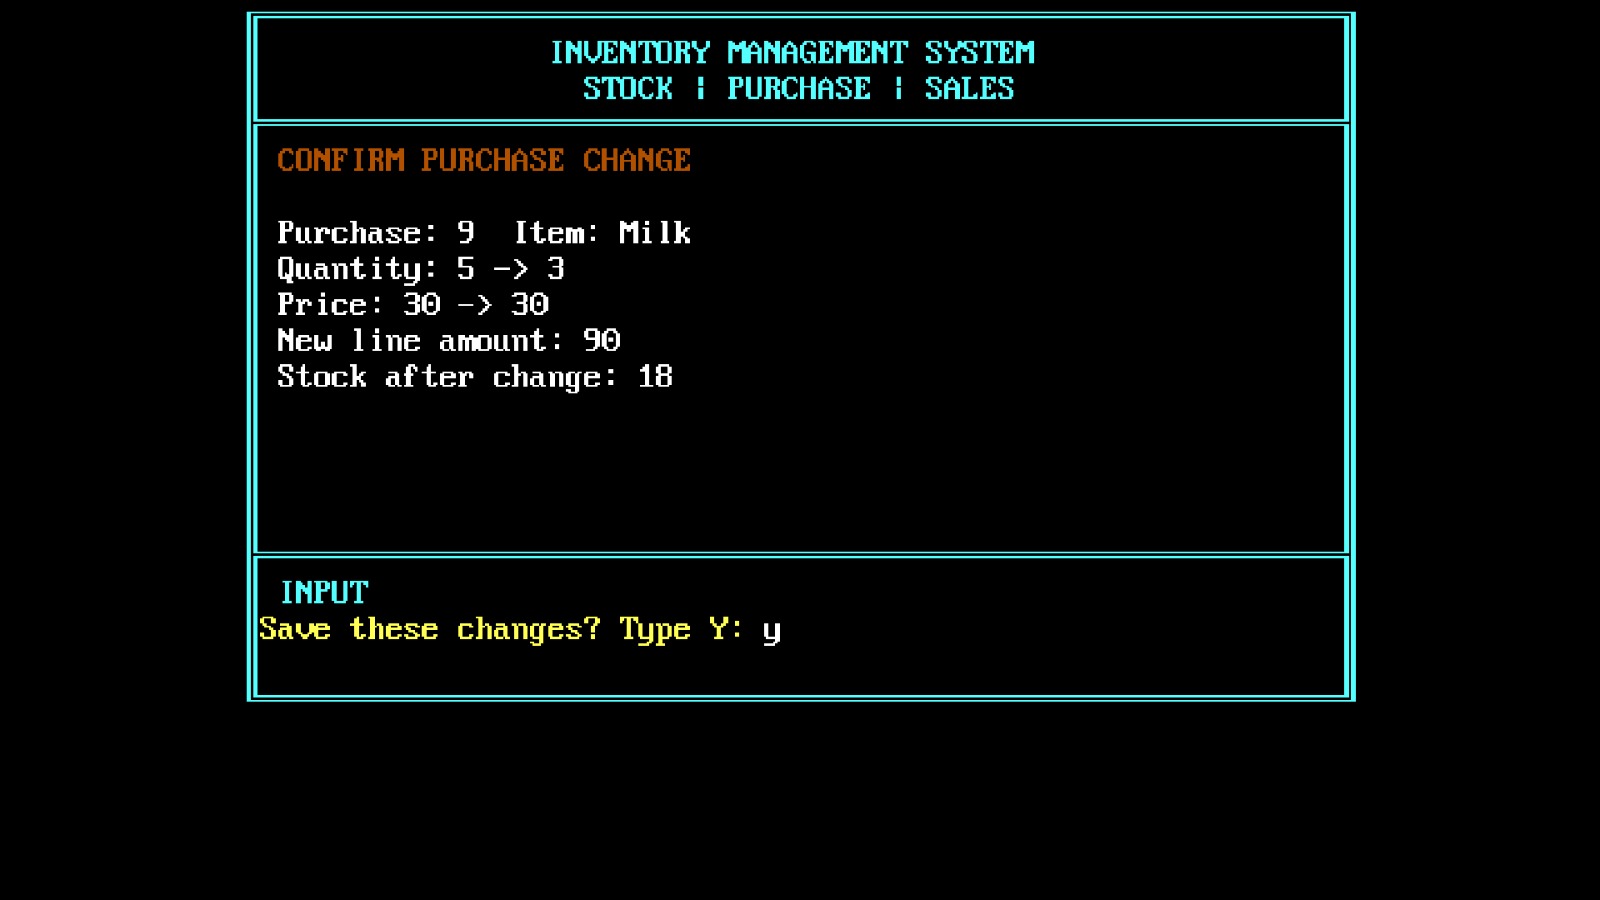 INVENTORY MANAGEMENT SYSTEM
STOCK | PURCHASE | SALES
CONFIRM PURCHASE CHANGE
Purchase: 9  Item: Milk
Quantity: 5 -> 3
Price: 30 -> 30
New line amount: 90
Stock after change: 18
INPUT
Save these changes? Type Y: y